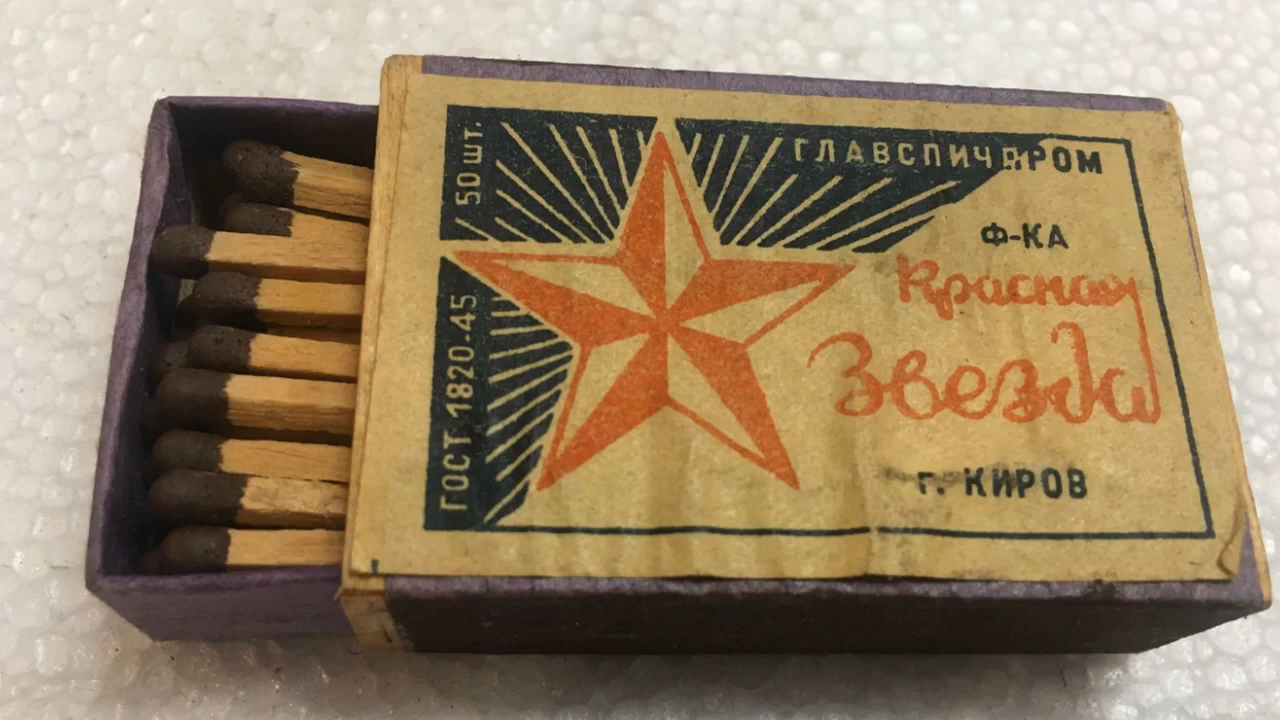 50 шт.
ГЛАВСПИЧПРОМ
Ф-КА
Красная
Звезда
г. КИРОВ
ГОСТ 1820-45